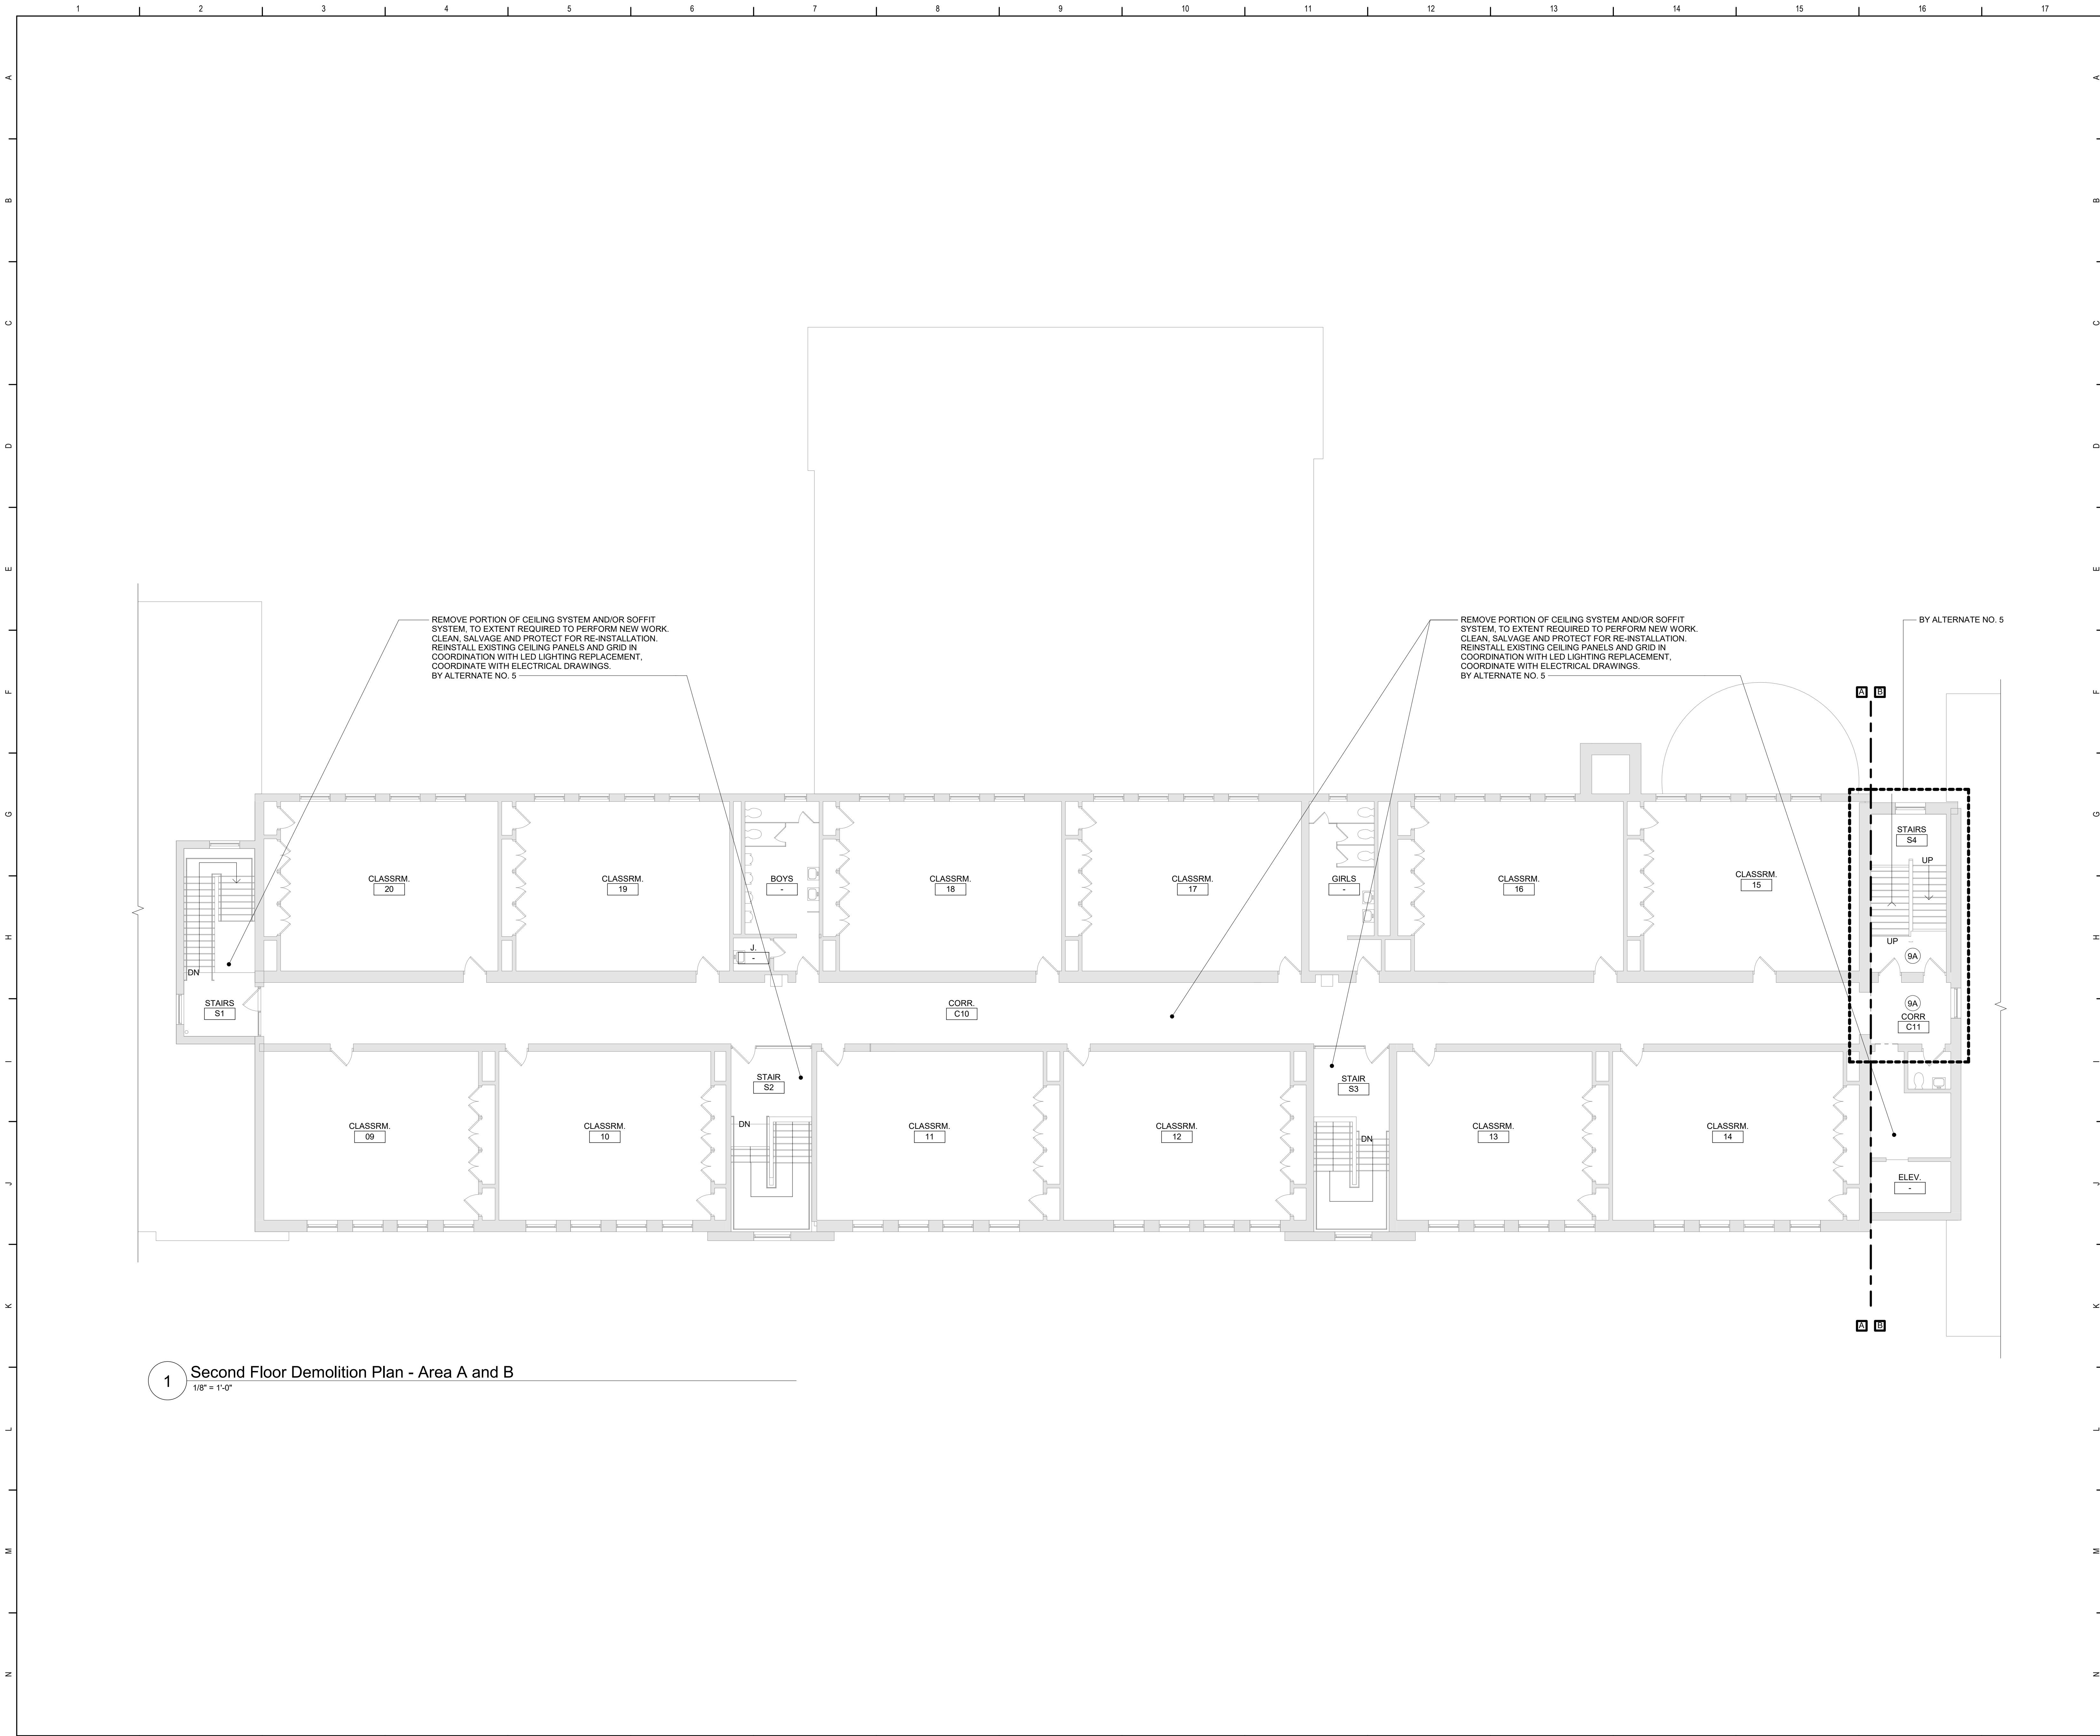 1 2 3 4 5 6 7 8 9 10 11 12 13 14 15 16 17
A A
B B
C C
D D
E E
REMOVE PORTION OF CEILING SYSTEM AND/OR SOFFIT
SYSTEM, TO EXTENT REQUIRED TO PERFORM NEW WORK.
CLEAN, SALVAGE AND PROTECT FOR RE-INSTALLATION.
REINSTALL EXISTING CEILING PANELS AND GRID IN
COORDINATION WITH LED LIGHTING REPLACEMENT,
COORDINATE WITH ELECTRICAL DRAWINGS.
BY ALTERNATE NO. 5
REMOVE PORTION OF CEILING SYSTEM AND/OR SOFFIT
SYSTEM, TO EXTENT REQUIRED TO PERFORM NEW WORK.
CLEAN, SALVAGE AND PROTECT FOR RE-INSTALLATION.
REINSTALL EXISTING CEILING PANELS AND GRID IN
COORDINATION WITH LED LIGHTING REPLACEMENT,
COORDINATE WITH ELECTRICAL DRAWINGS.
BY ALTERNATE NO. 5
BY ALTERNATE NO. 5
F A B F
G G
STAIRS
S4
UP
CLASSRM.
20
CLASSRM.
19
BOYS
-
CLASSRM.
18
CLASSRM.
17
GIRLS
-
CLASSRM.
16
CLASSRM.
15
H H
UP
J.
-
9A
DN
STAIRS
S1
CORR.
C10
9A
CORR
C11
I I
STAIR
S2
STAIR
S3
DN
DN
CLASSRM.
09
CLASSRM.
10
CLASSRM.
11
CLASSRM.
12
CLASSRM.
13
CLASSRM.
14
J J
ELEV.
-
K K
A B
1 Second Floor Demolition Plan - Area A and B
1/8" = 1'-0"
L L
M M
N N